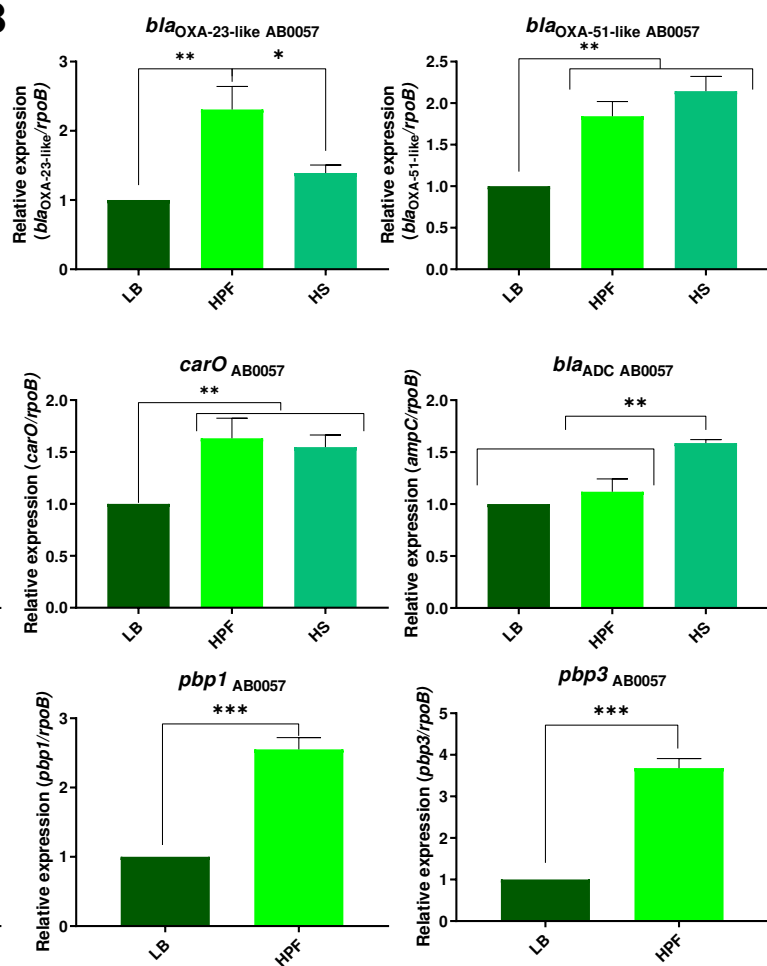 B
blaOXA-23-like AB0057
** *
Relative expression
(blaOXA-23-like/rpoB)
3
2
1
0
LB HPF HS
blaOXA-51-like AB0057
**
Relative expression
(blaOXA-51-like/rpoB)
2.5
2.0
1.5
1.0
0.5
0.0
LB HPF HS
carO AB0057
**
Relative expression (carO/rpoB)
2.0
1.5
1.0
0.5
0.0
LB HPF HS
blaADC AB0057
**
Relative expression (ampC/rpoB)
2.0
1.5
1.0
0.5
0.0
LB HPF HS
pbp1 AB0057
***
Relative expression (pbp1/rpoB)
3
2
1
0
LB HPF
pbp3 AB0057
***
Relative expression (pbp3/rpoB)
5
4
3
2
1
0
LB HPF